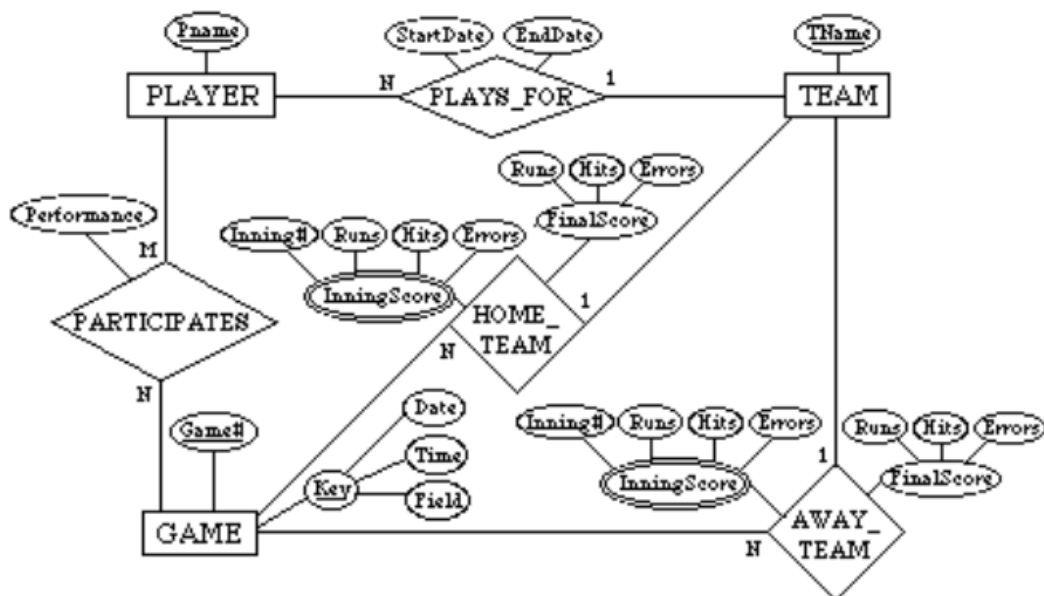 Pname
StartDate
EndDate
TName
PLAYER
N
PLAYS_FOR
1
TEAM
Runs
Hits
Errors
FinalScore
Performance
Inning#
Runs
Hits
Errors
InningScore
M
HOME_
TEAM
1
N
PARTICIPATES
N
Game#
Date
Time
Key
Field
GAME
Inning#
Runs
Hits
Errors
InningScore
Runs
Hits
Errors
FinalScore
1
AWAY_
TEAM
N